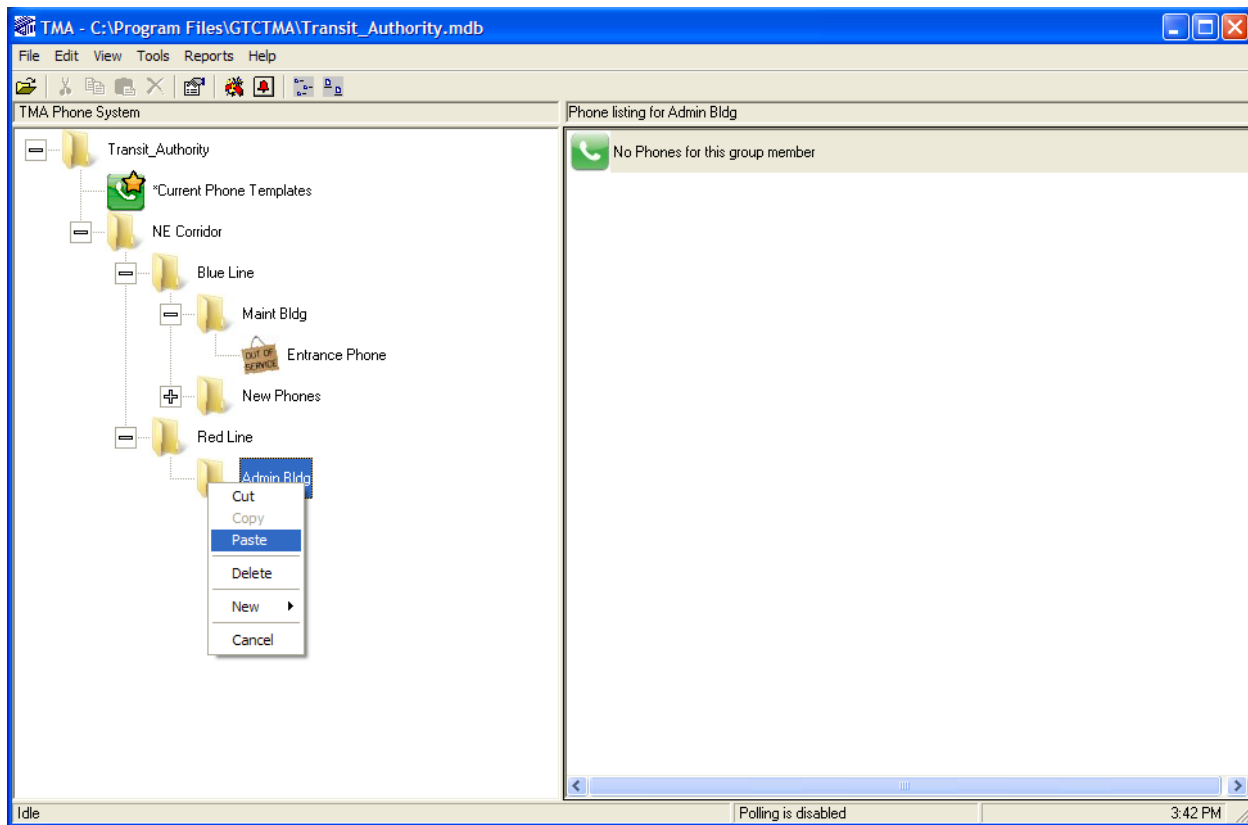 TMA - C:\Program Files\GTCTMA\Transit_Authority.mdb
File Edit View Tools Reports Help
TMA Phone System
Phone listing for Admin Bldg
Transit_Authority
*Current Phone Templates
NE Corridor
Blue Line
Maint Bldg
OUT OF
SERVICE
Entrance Phone
New Phones
Red Line
Admin Bldg
Cut
Copy
Paste
Delete
New
Cancel
No Phones for this group member
Idle
Polling is disabled
3:42 PM